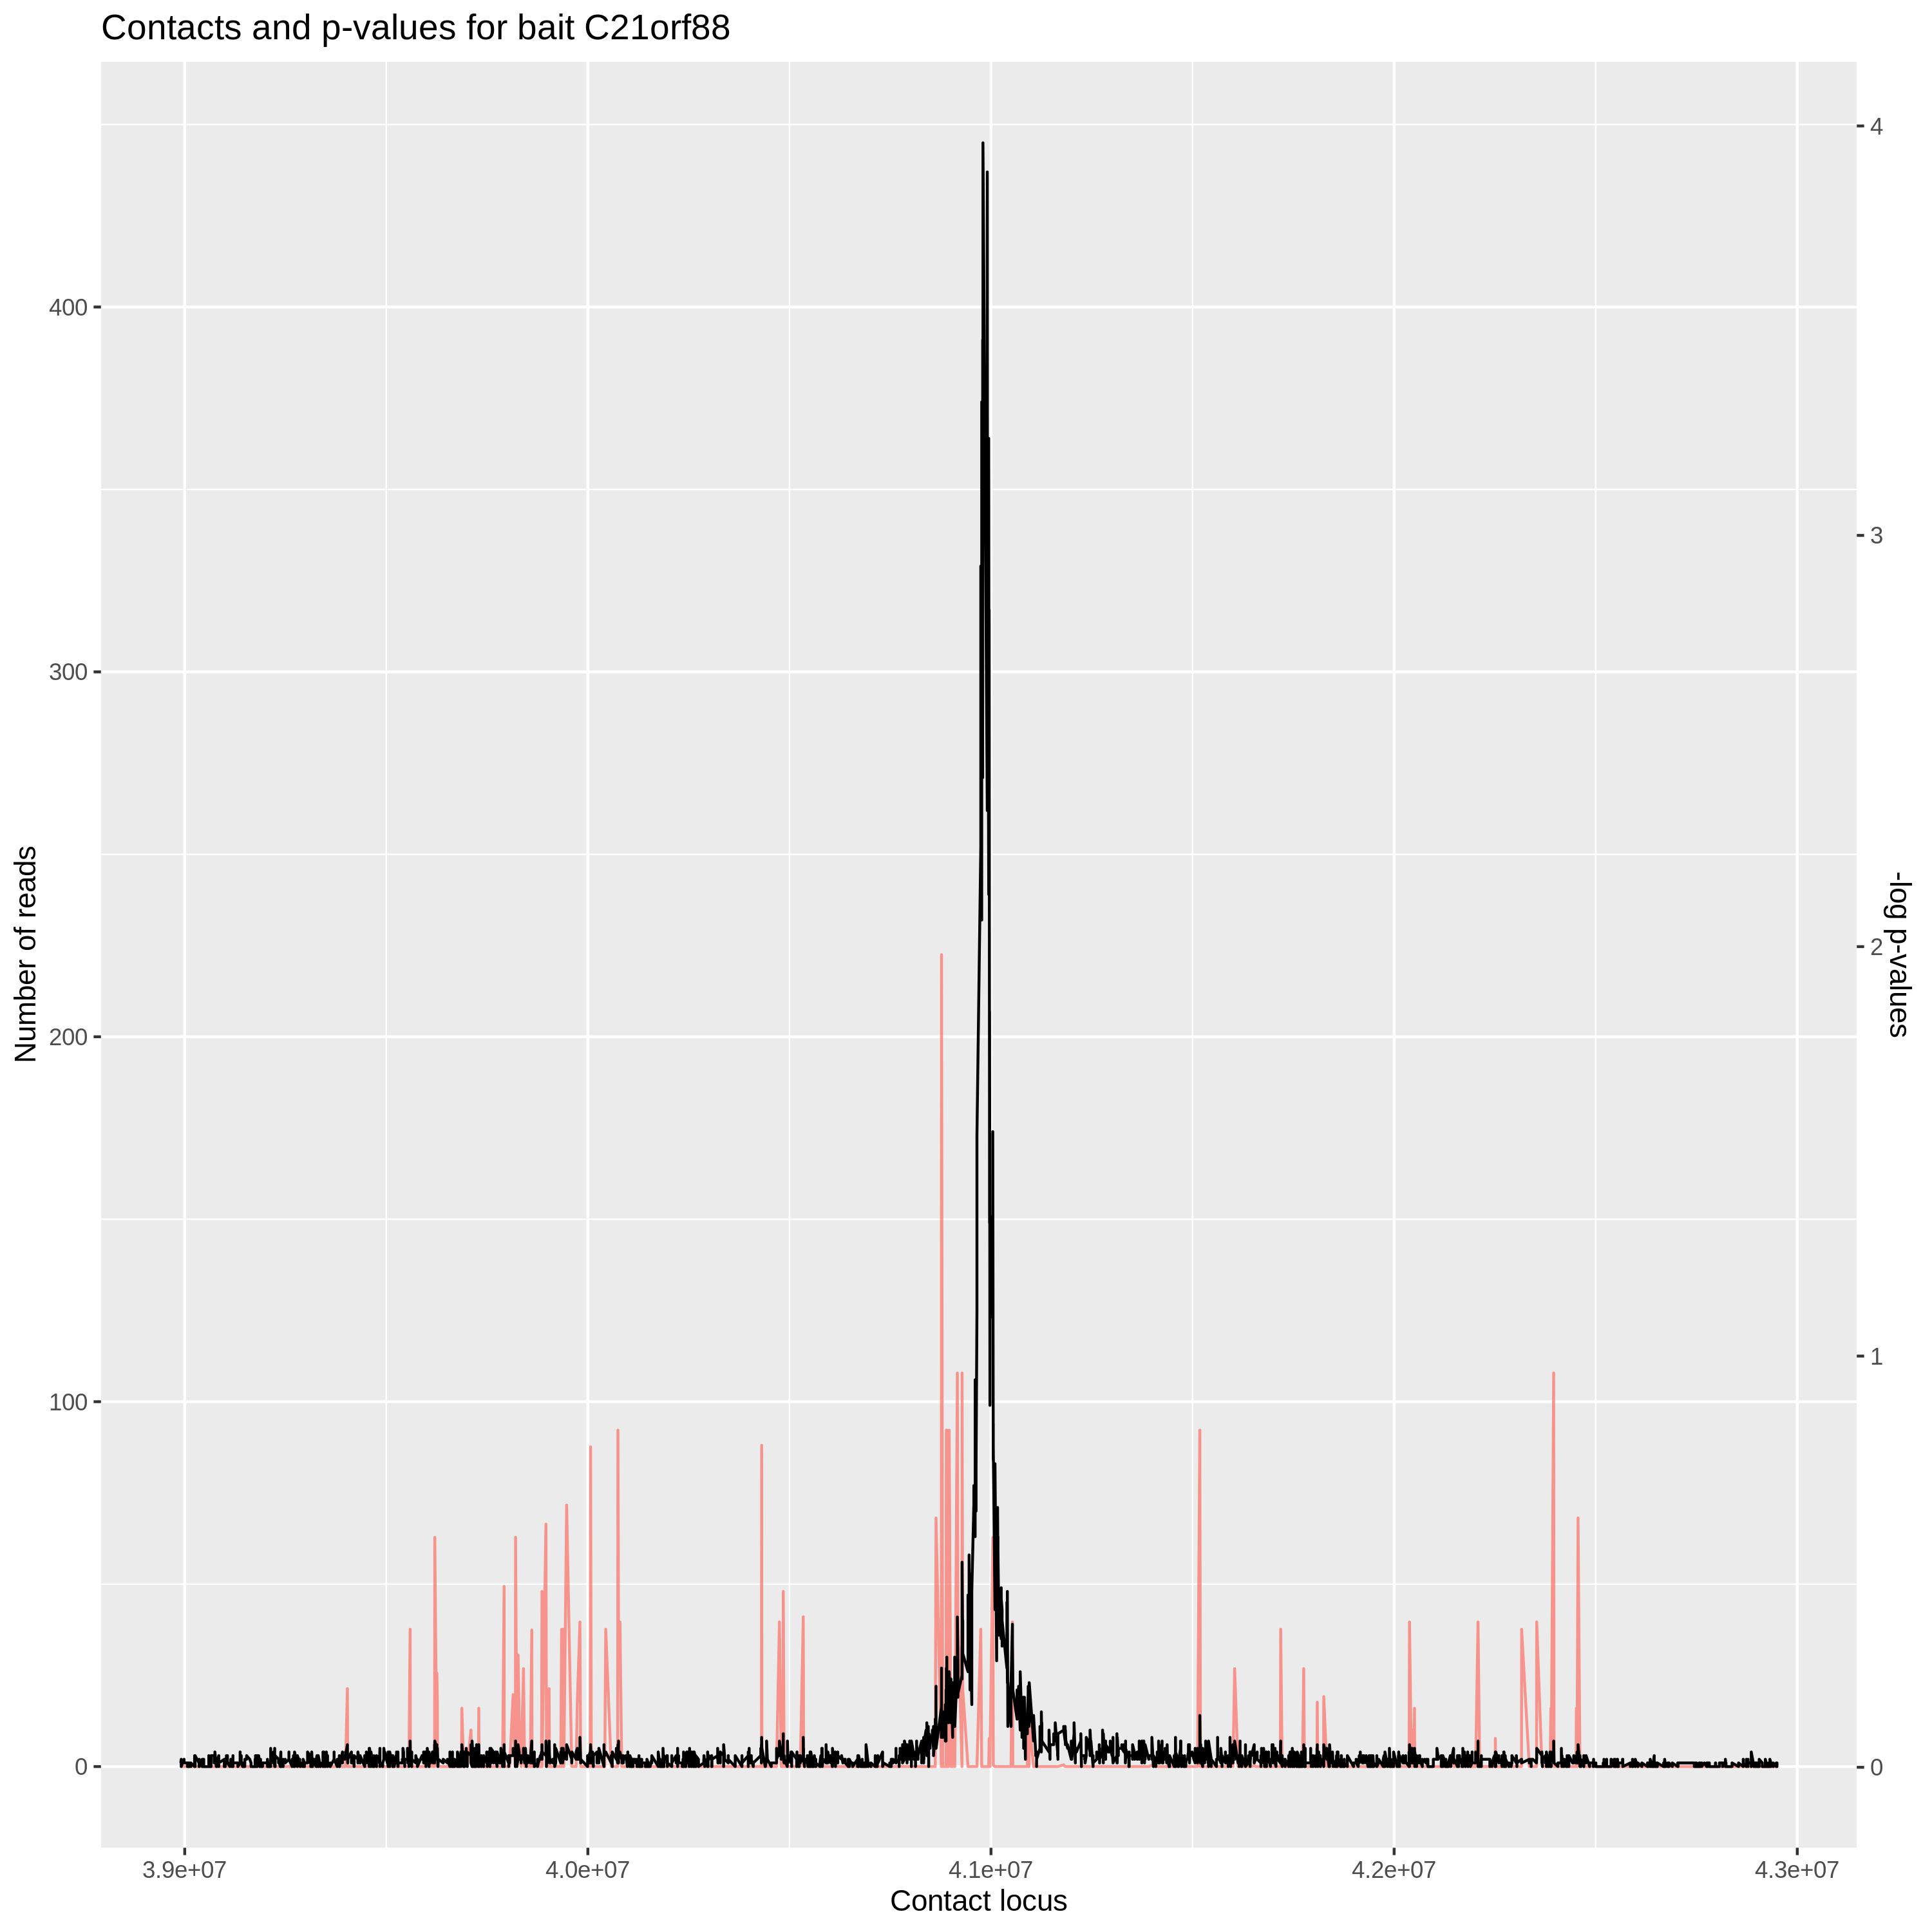 Contacts and p-values for bait C21orf88
Number of reads
400
300
200
100
0
4
3
2
1
0
-log p-values
3.9e+07
4.0e+07
4.1e+07
4.2e+07
4.3e+07
Contact locus